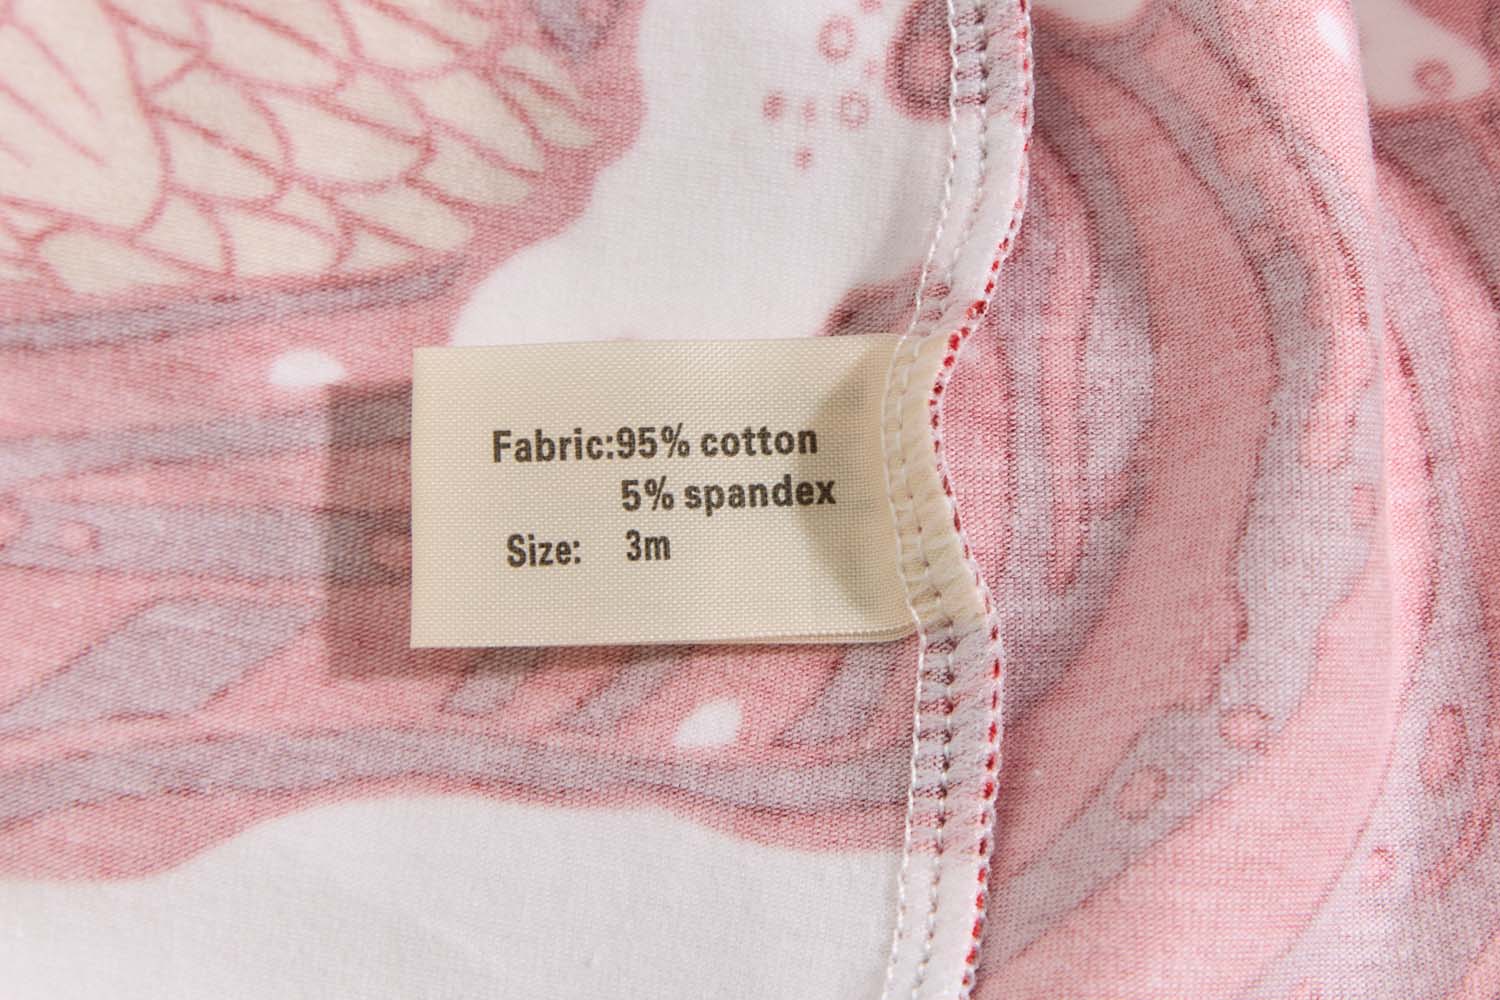 Fabric:95% cotton
5% spandex
Size: 3m